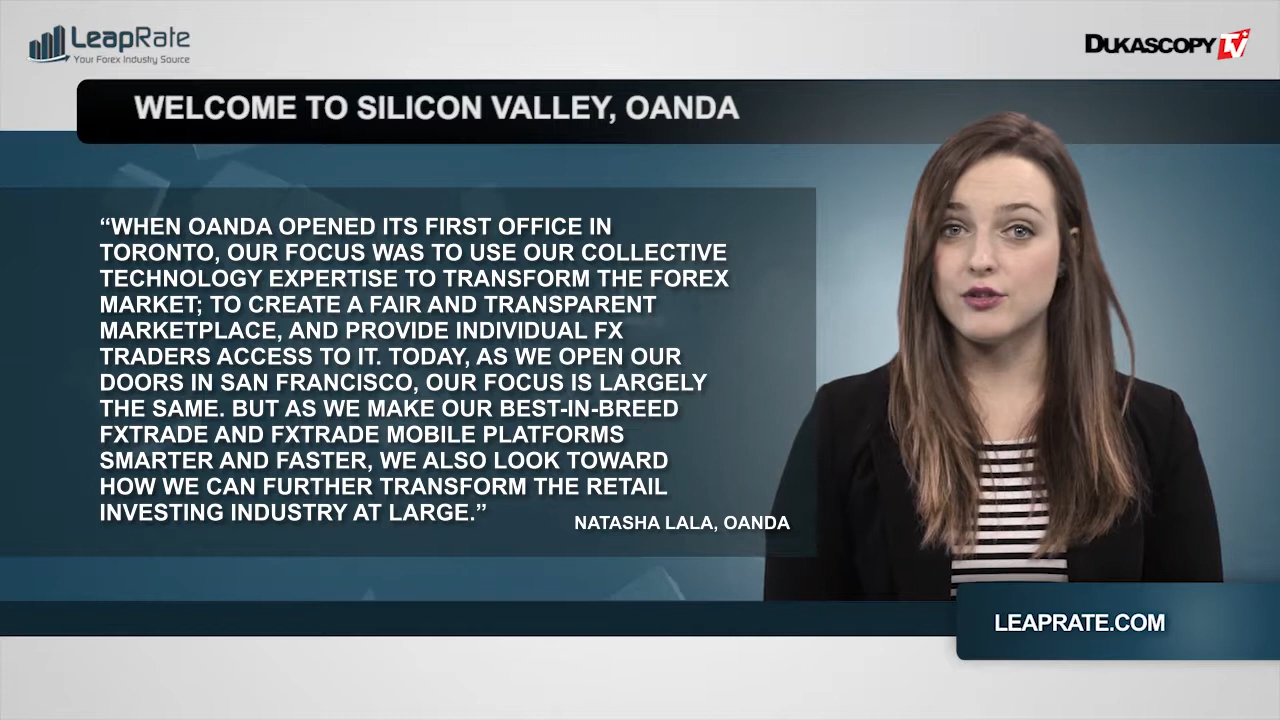 LeapRate
Your Forex Industry Source
DUKASCOPY TV
WELCOME TO SILICON VALLEY, OANDA
“WHEN OANDA OPENED ITS FIRST OFFICE IN
TORONTO, OUR FOCUS WAS TO USE OUR COLLECTIVE
TECHNOLOGY EXPERTISE TO TRANSFORM THE FOREX
MARKET; TO CREATE A FAIR AND TRANSPARENT
MARKETPLACE, AND PROVIDE INDIVIDUAL FX
TRADERS ACCESS TO IT. TODAY, AS WE OPEN OUR
DOORS IN SAN FRANCISCO, OUR FOCUS IS LARGELY
THE SAME. BUT AS WE MAKE OUR BEST-IN-BREED
FXTRADE AND FXTRADE MOBILE PLATFORMS
SMARTER AND FASTER, WE ALSO LOOK TOWARD
HOW WE CAN FURTHER TRANSFORM THE RETAIL
INVESTING INDUSTRY AT LARGE.”
NATASHA LALA, OANDA
LEAPRATE.COM